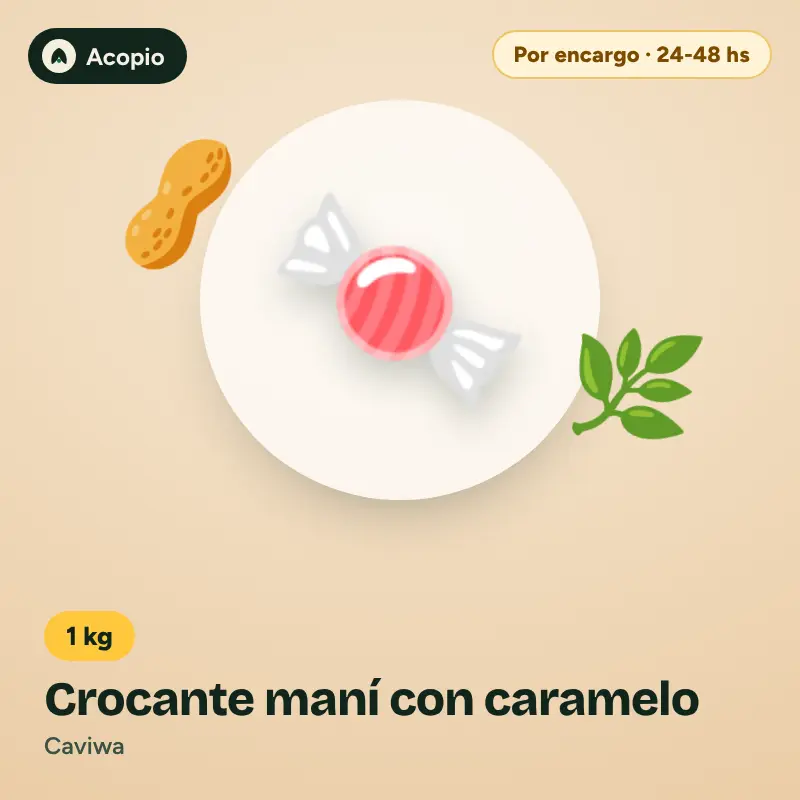 Acopio
Por encargo · 24-48 hs
1 kg
Crocante maní con caramelo
Caviwa